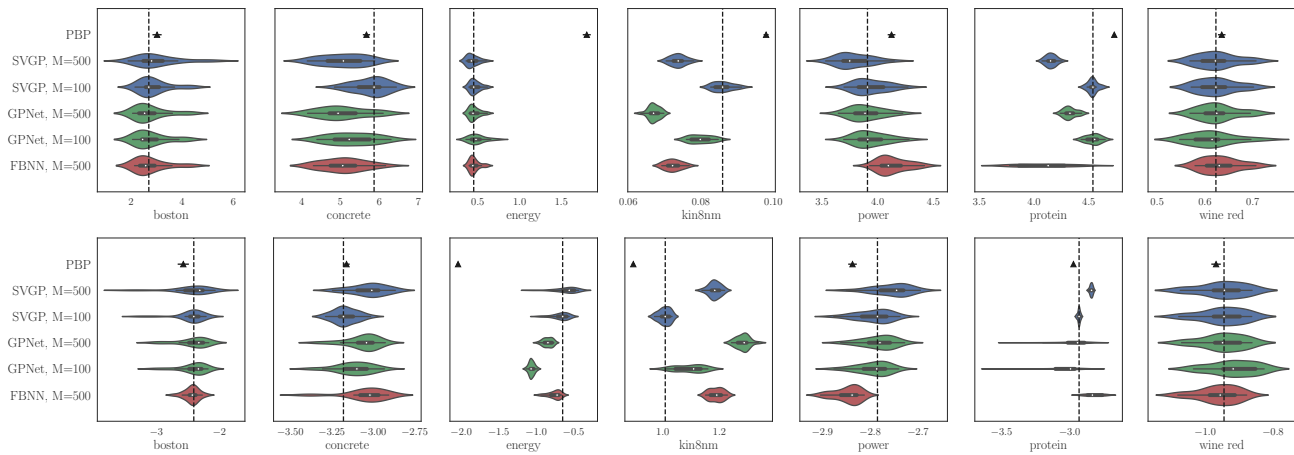 PBP
SVGP, M=500
SVGP, M=100
GPNet, M=500
GPNet, M=100
FBNN, M=500
2 4 6
boston
4 5 6 7
concrete
0.5 1.0 1.5
energy
0.06 0.08 0.10
kin8nm
3.5 4.0 4.5
power
3.5 4.0 4.5
protein
0.5 0.6 0.7
wine red
PBP
SVGP, M=500
SVGP, M=100
GPNet, M=500
GPNet, M=100
FBNN, M=500
−3 −2
boston
−3.50 −3.25 −3.00 −2.75
concrete
−2.0 −1.5 −1.0 −0.5
energy
1.0 1.2
kin8nm
−2.9 −2.8 −2.7
power
−3.5 −3.0
protein
−1.0 −0.8
wine red